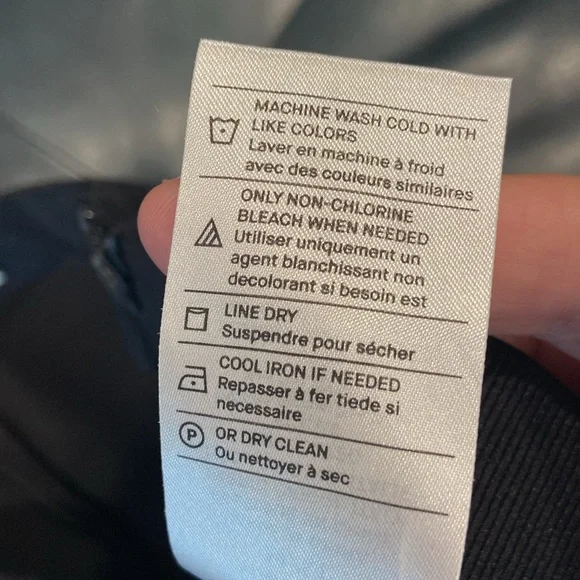 MACHINE WASH COLD WITH
LIKE COLORS
Laver en machine à froid
avec des couleurs similaires
ONLY NON-CHLORINE
BLEACH WHEN NEEDED
Utiliser uniquement un
agent blanchissant non
decolorant si besoin est
LINE DRY
Suspendre pour sécher
COOL IRON IF NEEDED
Repasser à fer tiede si
necessaire
P
OR DRY CLEAN
Ou nettoyer à sec